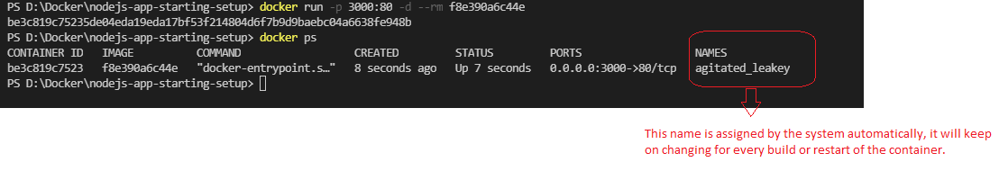 PS D:\Docker\nodejs-app-starting-setup> docker run -p 3000:80 -d --rm f8e390a6c44e
be3c819c75235de04eda19eda17bf53f214804d6f7b9d9baebc04a6638fe948b
PS D:\Docker\nodejs-app-starting-setup> docker ps
CONTAINER ID IMAGE COMMAND CREATED STATUS PORTS NAMES
be3c819c7523 f8e390a6c44e "docker-entrypoint.s…" 8 seconds ago Up 7 seconds 0.0.0.0:3000->80/tcp agitated_leakey
PS D:\Docker\nodejs-app-starting-setup>
This name is assigned by the system automatically, it will keep
on changing for every build or restart of the container.